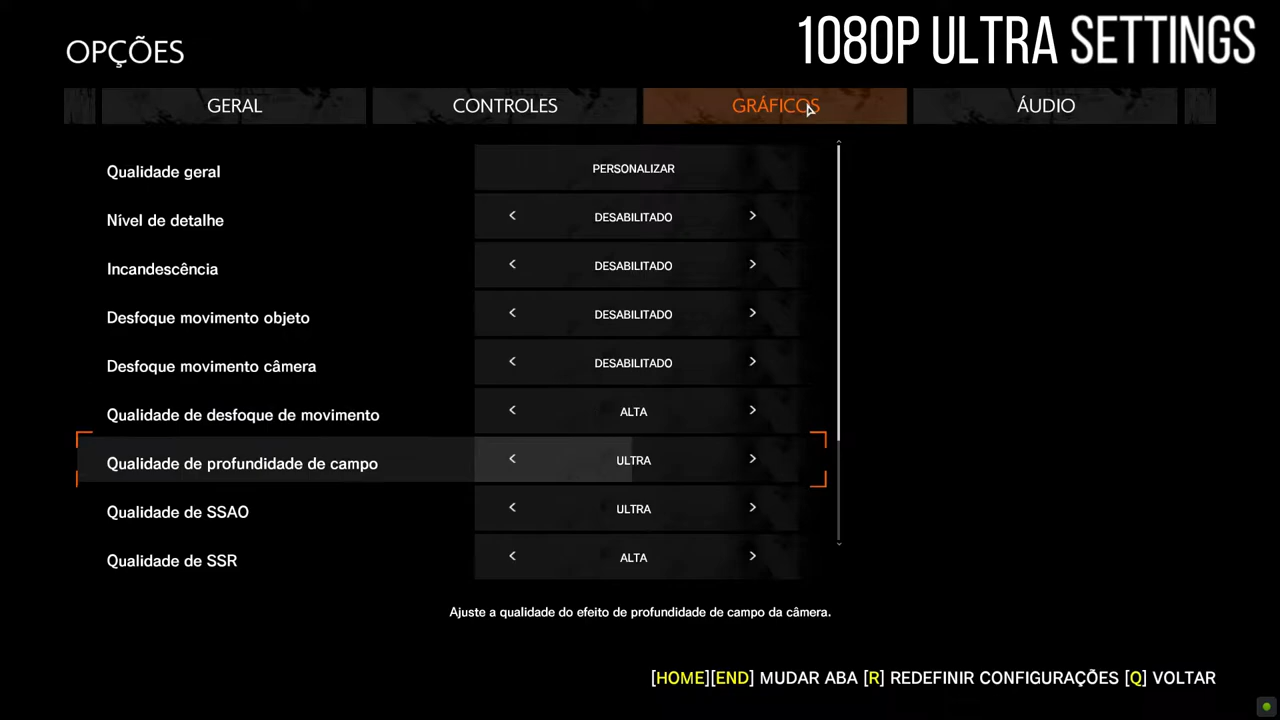 1080P ULTRA SETTINGS
OPÇÕES
GERAL
CONTROLES
GRÁFICOS
ÁUDIO
Qualidade geral
PERSONALIZAR
Nível de detalhe
< DESABILITADO >
Incandescência
< DESABILITADO >
Desfoque movimento objeto
< DESABILITADO >
Desfoque movimento câmera
< DESABILITADO >
Qualidade de desfoque de movimento
< ALTA >
Qualidade de profundidade de campo
< ULTRA >
Qualidade de SSAO
< ULTRA >
Qualidade de SSR
< ALTA >
Ajuste a qualidade do efeito de profundidade de campo da câmera.
[HOME][END] MUDAR ABA [R] REDEFINIR CONFIGURAÇÕES [Q] VOLTAR